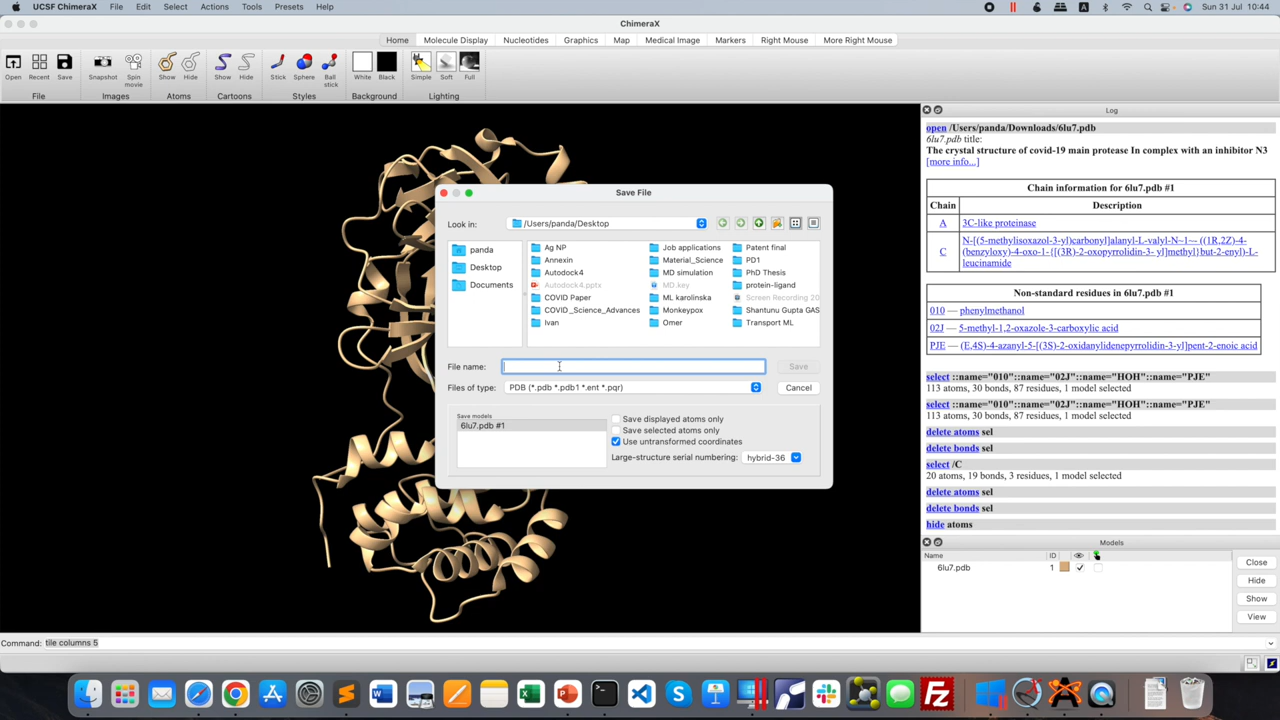 UCSF ChimeraX File Edit Select Actions Tools Presets Help A Sun 31 Jul 10:44
ChimeraX
Home Molecule Display Nucleotides Graphics Map Medical Image Markers Right Mouse More Right Mouse
Open Recent Save Snapshot Spin movie Show Hide Show Hide Stick Sphere Ball stick White Black Simple Soft Full
File Images Atoms Cartoons Styles Background Lighting
Log
open /Users/panda/Downloads/6lu7.pdb
6lu7.pdb title:
The crystal structure of covid-19 main protease In complex with an inhibitor N3
[more info...]
Chain information for 6lu7.pdb #1
Chain Description
A 3C-like proteinase
C N-[(5-methylisoxazol-3-yl)carbonyl]alanyl-L-valyl-N~1~- ((1R,2Z)-4-
(benzyloxy)-4-oxo-1-{[(3R)-2-oxopyrrolidin-3- yl]methyl}but-2-enyl)-L-
leucinamide
Non-standard residues in 6lu7.pdb #1
010 — phenylmethanol
02J — 5-methyl-1,2-oxazole-3-carboxylic acid
PJE — (E,4S)-4-azanyl-5-[(3S)-2-oxidanylidenepyrrolidin-3-yl]pent-2-enoic acid
select ::name="010"::name="02J"::name="HOH"::name="PJE"
113 atoms, 30 bonds, 87 residues, 1 model selected
select ::name="010"::name="02J"::name="HOH"::name="PJE"
113 atoms, 30 bonds, 87 residues, 1 model selected
delete atoms sel
delete bonds sel
select /C
20 atoms, 19 bonds, 3 residues, 1 model selected
delete atoms sel
delete bonds sel
hide atoms
Save File
Look in: /Users/panda/Desktop
panda
Desktop
Documents
Ag NP Job applications Patent final
Annexin Material_Science PD1
Autodock4 MD simulation PhD Thesis
Autodock4.pptx MD.key protein-ligand
COVID Paper ML karolinska Screen Recording 20
COVID_Science_Advances Monkeypox Shantunu Gupta GAS
Ivan Omer Transport ML
File name: Save
Files of type: PDB (*.pdb *.pdb1 *.ent *.pqr) Cancel
Save models
6lu7.pdb #1
Save displayed atoms only
Save selected atoms only
Use untransformed coordinates
Large-structure serial numbering: hybrid-36
Models
Name ID
6lu7.pdb 1
Close
Hide
Show
View
Command: tile columns 5